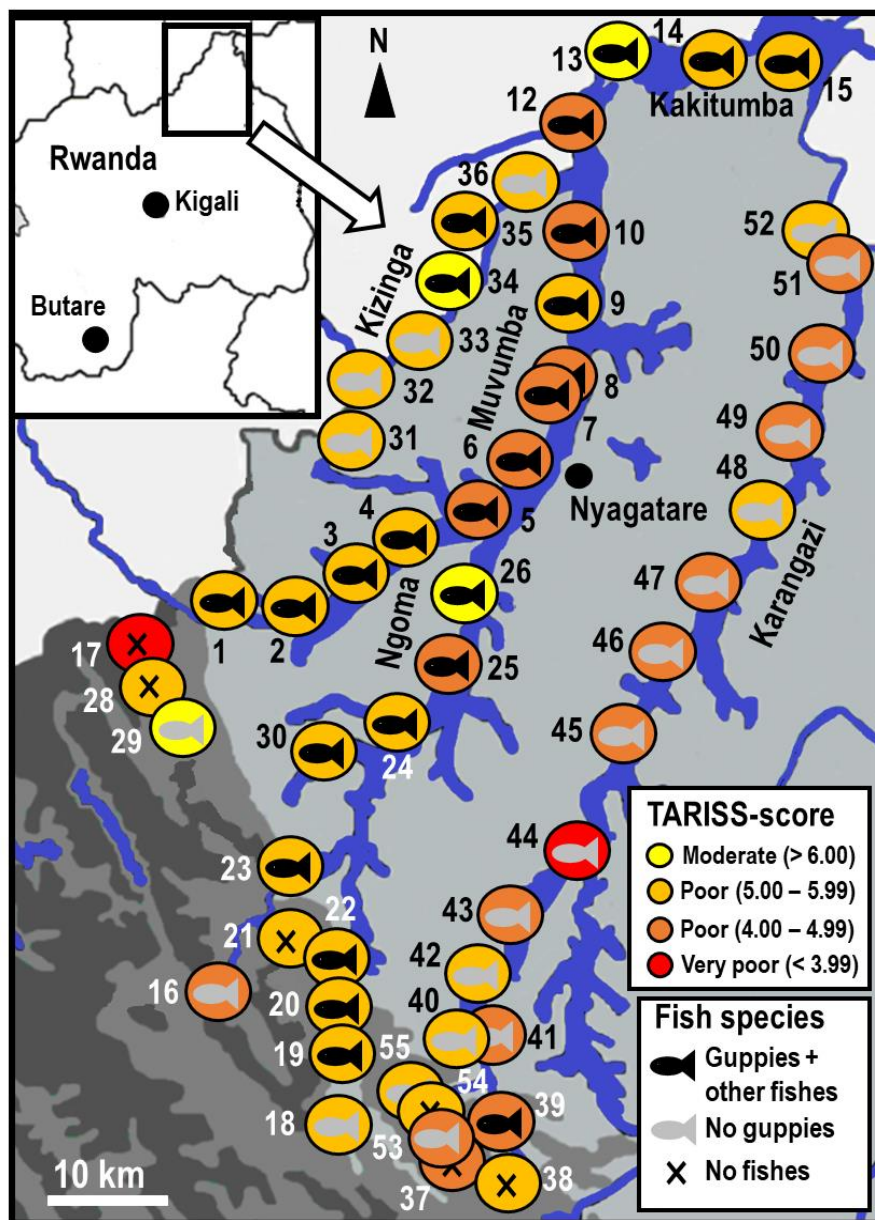 N
14
13
15
Kakitumba
12
Rwanda
36
Kigali
35
10
52
51
Kizinga
34
Butare
9
33
50
Muvumba
32
8
49
31
6
7
48
Nyagatare
4
5
3
26
47
Karangazi
Ngoma
1
2
17
46
25
28
29
30
24
45
TARISS-score
44
Moderate (> 6.00)
23
Poor (5.00 – 5.99)
43
22
Poor (4.00 – 4.99)
21
42
Very poor (< 3.99)
16
40
Fish species
20
41
19
55
Guppies +
other fishes
54
39
18
No guppies
53
10 km
37
38
No fishes